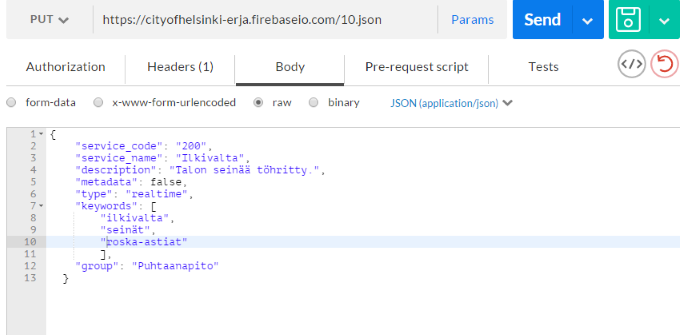 PUT https://cityofhelsinki-erja.firebaseio.com/10.json Params Send
Authorization Headers (1) Body Pre-request script Tests
form-data x-www-form-urlencoded raw binary JSON (application/json)
1 {
2 "service_code": "200",
3 "service_name": "Ilkivalta",
4 "description": "Talon seinää töhritty.",
5 "metadata": false,
6 "type": "realtime",
7 "keywords": [
8 "ilkivalta",
9 "seinät",
10 "roska-astiat"
11 ],
12 "group": "Puhtaanapito"
13 }